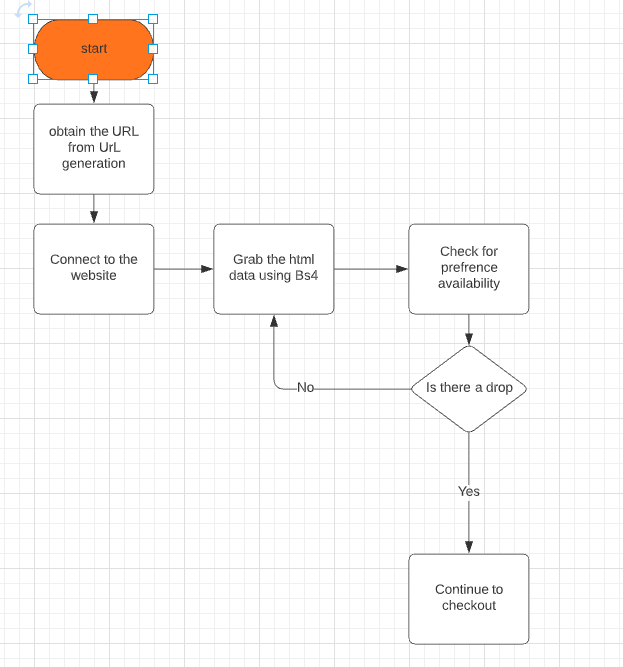 start
obtain the URL
from UrL
generation
Connect to the
website
Grab the html
data using Bs4
Check for
prefrence
availability
Is there a drop
No
Yes
Continue to
checkout